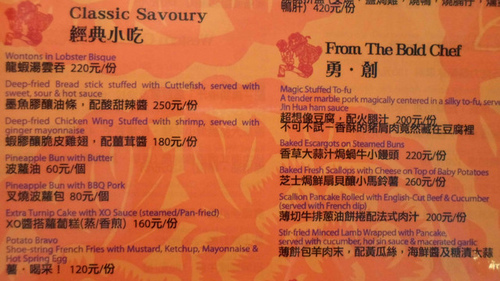 Classic Savoury
經典小吃
Wontons In Lobster Bisque
龍蝦湯雲吞 220元/份
Deep-fried Bread stick stuffed with Cuttlefish, served with
sweet, sour & hot sauce
墨魚膠釀油條，配酸甜辣醬 250元/份
Deep-fried Chicken Wing Stuffed with shrimp, served with
ginger mayonnaise
蝦膠釀脆皮雞翅，配薑茸醬 180元/份
Pineapple Bun with Butter
波蘿油 60元/個
Pineapple Bun with BBQ Pork
叉燒波蘿包 80元/個
Extra Turnip Cake with XO Sauce (steamed/Pan-fried)
XO醬搭蘿蔔糕(蒸/香煎) 160元/份
Potato Bravo
Shoe-string French Fries with Mustard, Ketchup, Mayonnaise &
Hot Spring Egg
薯·喝采！ 120元/份
鴨肝) 420元/份
From The Bold Chef
勇·創
Magic Stuffed To-fu
A tender marble pork magically centered in a silky to-fu, serv
Jin Hua ham sauce
超想像豆腐，配火腿汁 200元/份
不可不試－香酥的豬肩肉竟然藏在豆腐裡
Baked Escargots on Steamed Buns
香草大蒜汁焗蝸牛小饅頭 220元/份
Baked Fresh Scallops with Cheese on Top of Baby Potatoes
芝士焗鮮扇貝釀小馬鈴薯 260元/份
Scallion Pancake Rolled with English-Cut Beef & Cucumber
(served with French dip)
薄切牛排蔥油餅捲配法式肉汁 200元/份
Stir-fried Minced Lamb Wrapped with Pancake,
served with cucumber, hoi sin sauce & macerated garlic
薄餅包羊肉末，配黃瓜絲，海鮮醬及糖漬大蒜